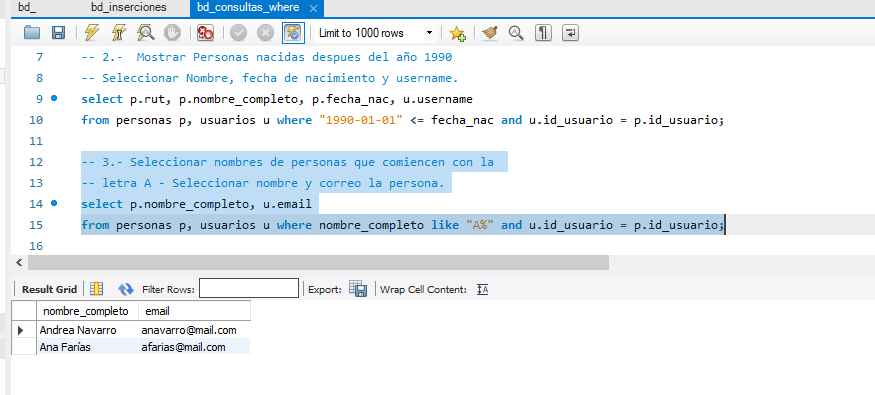 bd_
bd_inserciones
bd_consultas_where
Limit to 1000 rows
7 -- 2.- Mostrar Personas nacidas despues del año 1990
8 -- Seleccionar Nombre, fecha de nacimiento y username.
9 select p.rut, p.nombre_completo, p.fecha_nac, u.username
10 from personas p, usuarios u where "1990-01-01" <= fecha_nac and u.id_usuario = p.id_usuario;
11
12 -- 3.- Seleccionar nombres de personas que comiencen con la
13 -- letra A - Seleccionar nombre y correo la persona.
14 select p.nombre_completo, u.email
15 from personas p, usuarios u where nombre_completo like "A%" and u.id_usuario = p.id_usuario;
16
Result Grid Filter Rows: Export: Wrap Cell Content: IA
nombre_completo email
Andrea Navarro anavarro@mail.com
Ana Farías afarias@mail.com